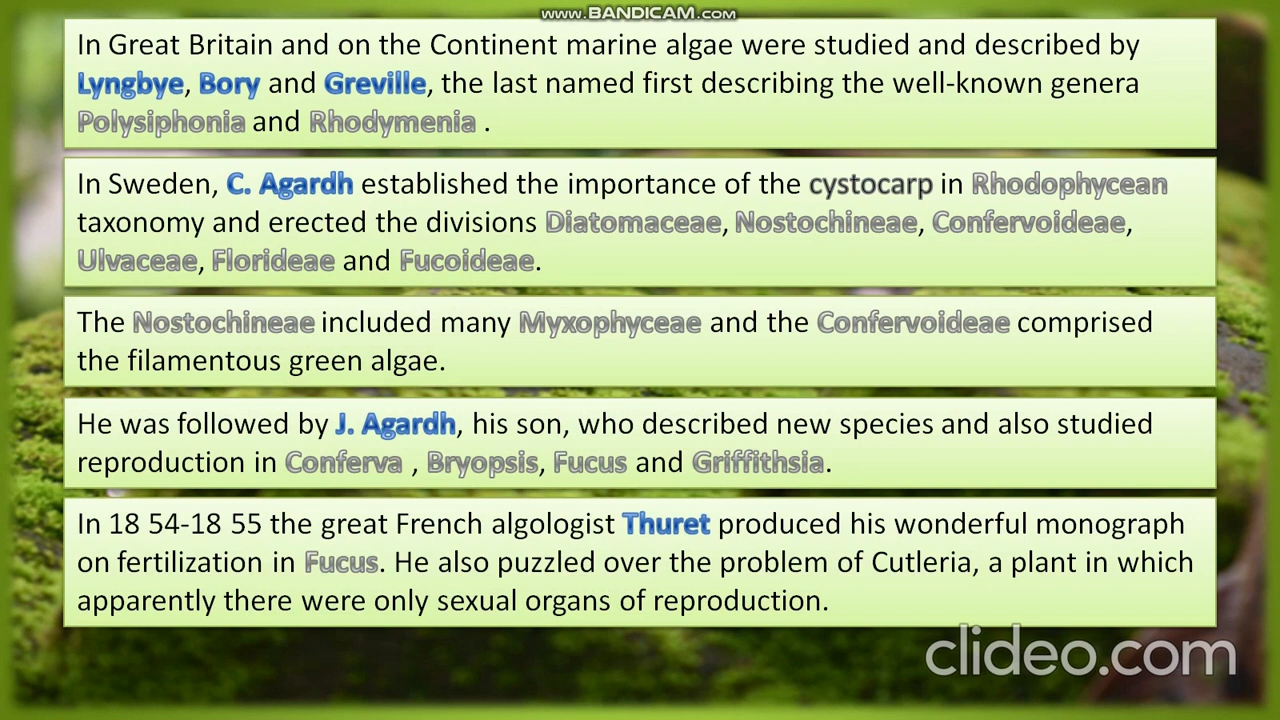 www.BANDICAM.com
In Great Britain and on the Continent marine algae were studied and described by
Lyngbye, Bory and Greville, the last named first describing the well-known genera
Polysiphonia and Rhodymenia .
In Sweden, C. Agardh established the importance of the cystocarp in Rhodophycean
taxonomy and erected the divisions Diatomaceae, Nostochineae, Confervoideae,
Ulvaceae, Florideae and Fucoideae.
The Nostochineae included many Myxophyceae and the Confervoideae comprised
the filamentous green algae.
He was followed by J. Agardh, his son, who described new species and also studied
reproduction in Conferva , Bryopsis, Fucus and Griffithsia.
In 18 54-18 55 the great French algologist Thuret produced his wonderful monograph
on fertilization in Fucus. He also puzzled over the problem of Cutleria, a plant in which
apparently there were only sexual organs of reproduction.
clideo.com